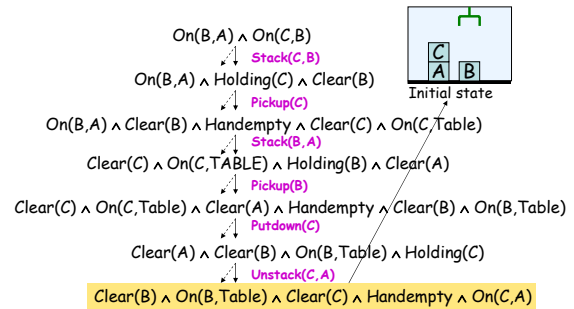 On(B,A) ∧ On(C,B)
Stack(C,B)
C
A B
On(B,A) ∧ Holding(C) ∧ Clear(B)
Initial state
Pickup(C)
On(B,A) ∧ Clear(B) ∧ Handempty ∧ Clear(C) ∧ On(C,Table)
Stack(B,A)
Clear(C) ∧ On(C,TABLE) ∧ Holding(B) ∧ Clear(A)
Pickup(B)
Clear(C) ∧ On(C,Table) ∧ Clear(A) ∧ Handempty ∧ Clear(B) ∧ On(B,Table)
Putdown(C)
Clear(A) ∧ Clear(B) ∧ On(B,Table) ∧ Holding(C)
Unstack(C,A)
Clear(B) ∧ On(B,Table) ∧ Clear(C) ∧ Handempty ∧ On(C,A)